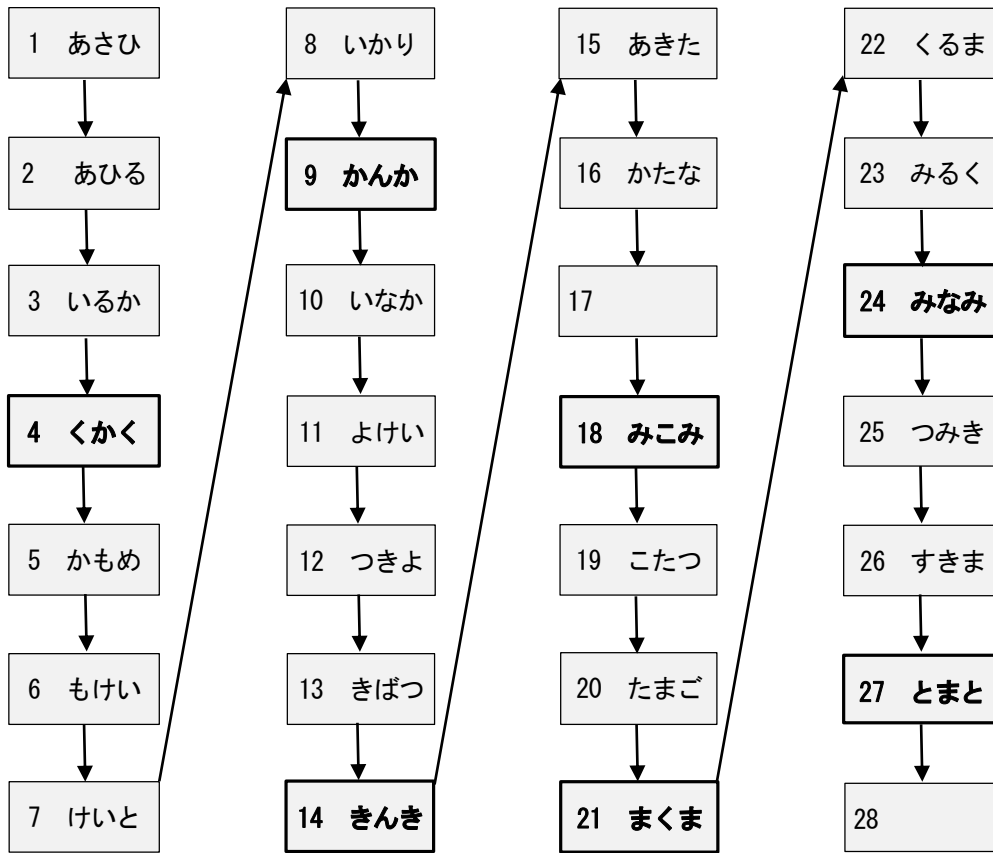 1 あさひ
2 あひる
3 いるか
4 くかく
5 かもめ
6 もけい
7 けいと
8 いかり
9 かんか
10 いなか
11 よけい
12 つきよ
13 きばつ
14 きんき
15 あきた
16 かたな
17
18 みこみ
19 こたつ
20 たまご
21 まくま
22 くるま
23 みるく
24 みなみ
25 つみき
26 すきま
27 とまと
28